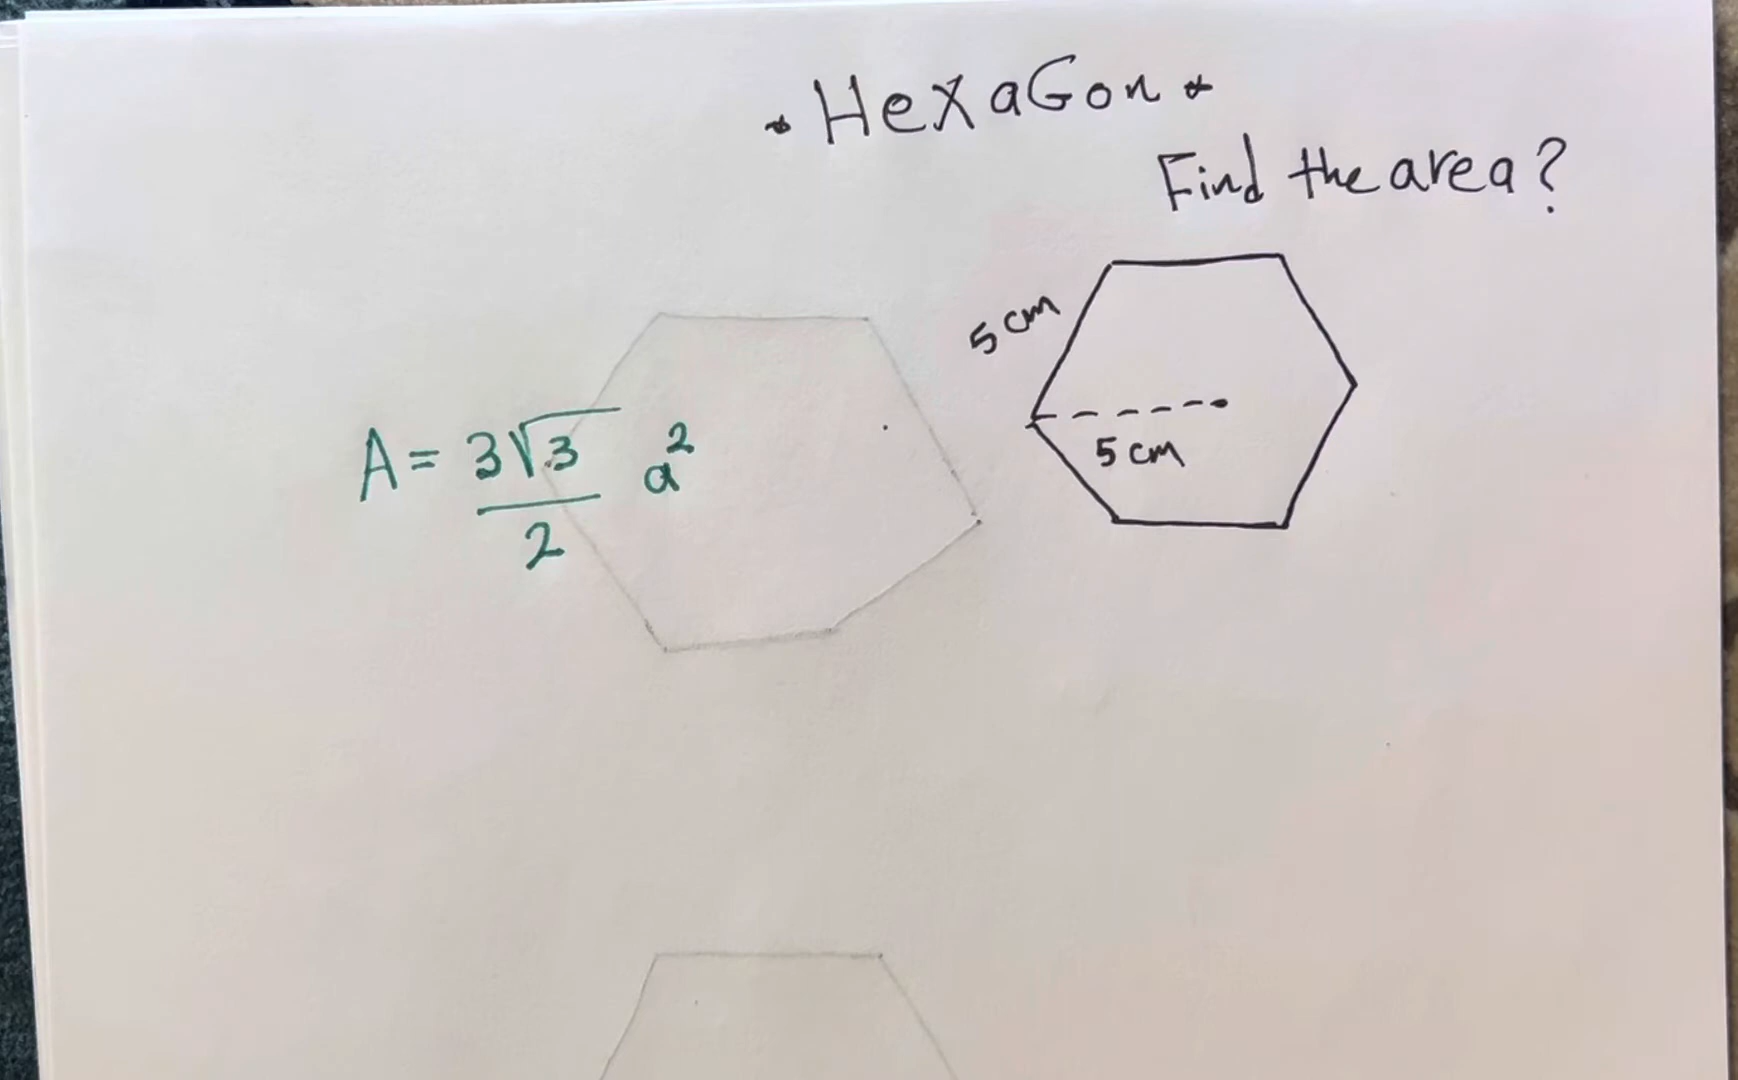 • HexaGon •
Find the area?
5 cm
A = 3√3 a²
2
5 cm